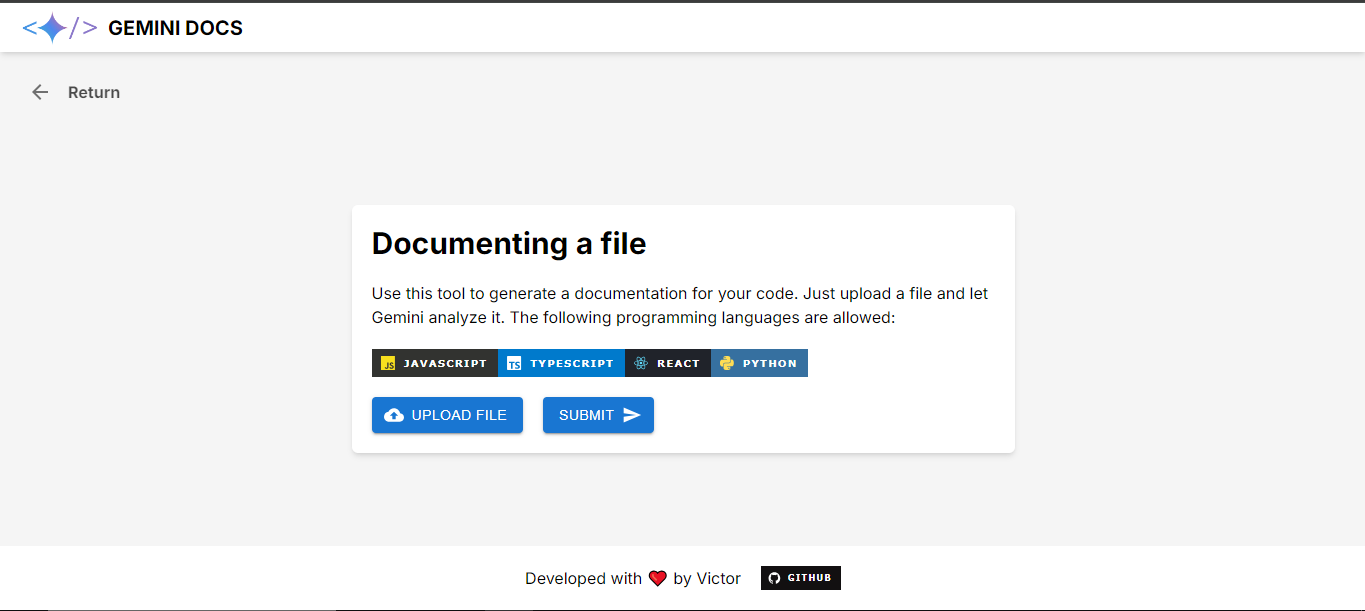 </> GEMINI DOCS
Return
Documenting a file
Use this tool to generate a documentation for your code. Just upload a file and let
Gemini analyze it. The following programming languages are allowed:
JS JAVASCRIPT TS TYPESCRIPT REACT PYTHON
UPLOAD FILE SUBMIT
Developed with ❤️ by Victor GITHUB